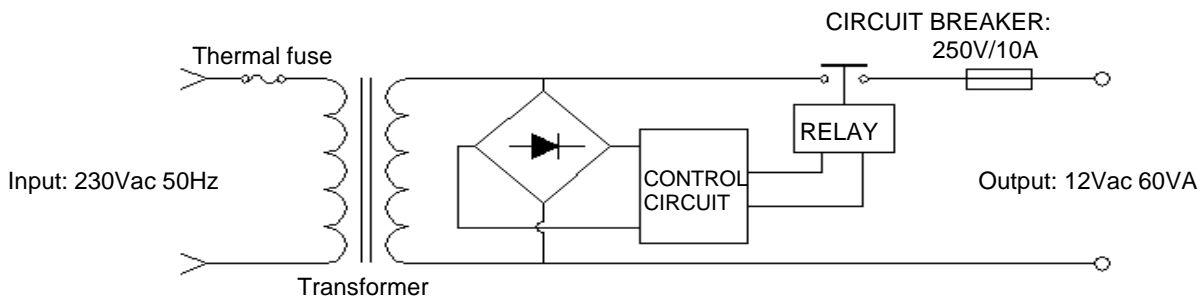 CIRCUIT BREAKER:
250V/10A
Thermal fuse
RELAY
Input: 230Vac 50Hz
CONTROL
CIRCUIT
Output: 12Vac 60VA
Transformer